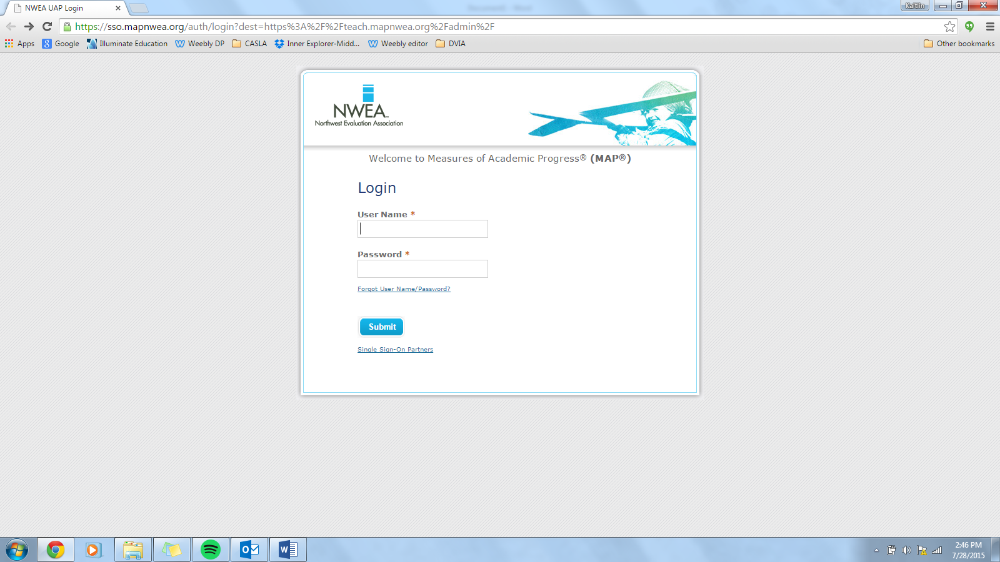 NWEA UAP Login
Kaitlin
https://sso.mapnwea.org/auth/login?dest=https%3A%2F%2Fteach.mapnwea.org%2Fadmin%2F
Apps Google Illuminate Education Weebly DP CASLA Inner Explorer-Midd... Weebly editor DVIA Other bookmarks
NWEA™
Northwest Evaluation Association
Welcome to Measures of Academic Progress® (MAP®)
Login
User Name *
Password *
Forgot User Name/Password?
Submit
Single Sign-On Partners
2:46 PM
7/28/2015